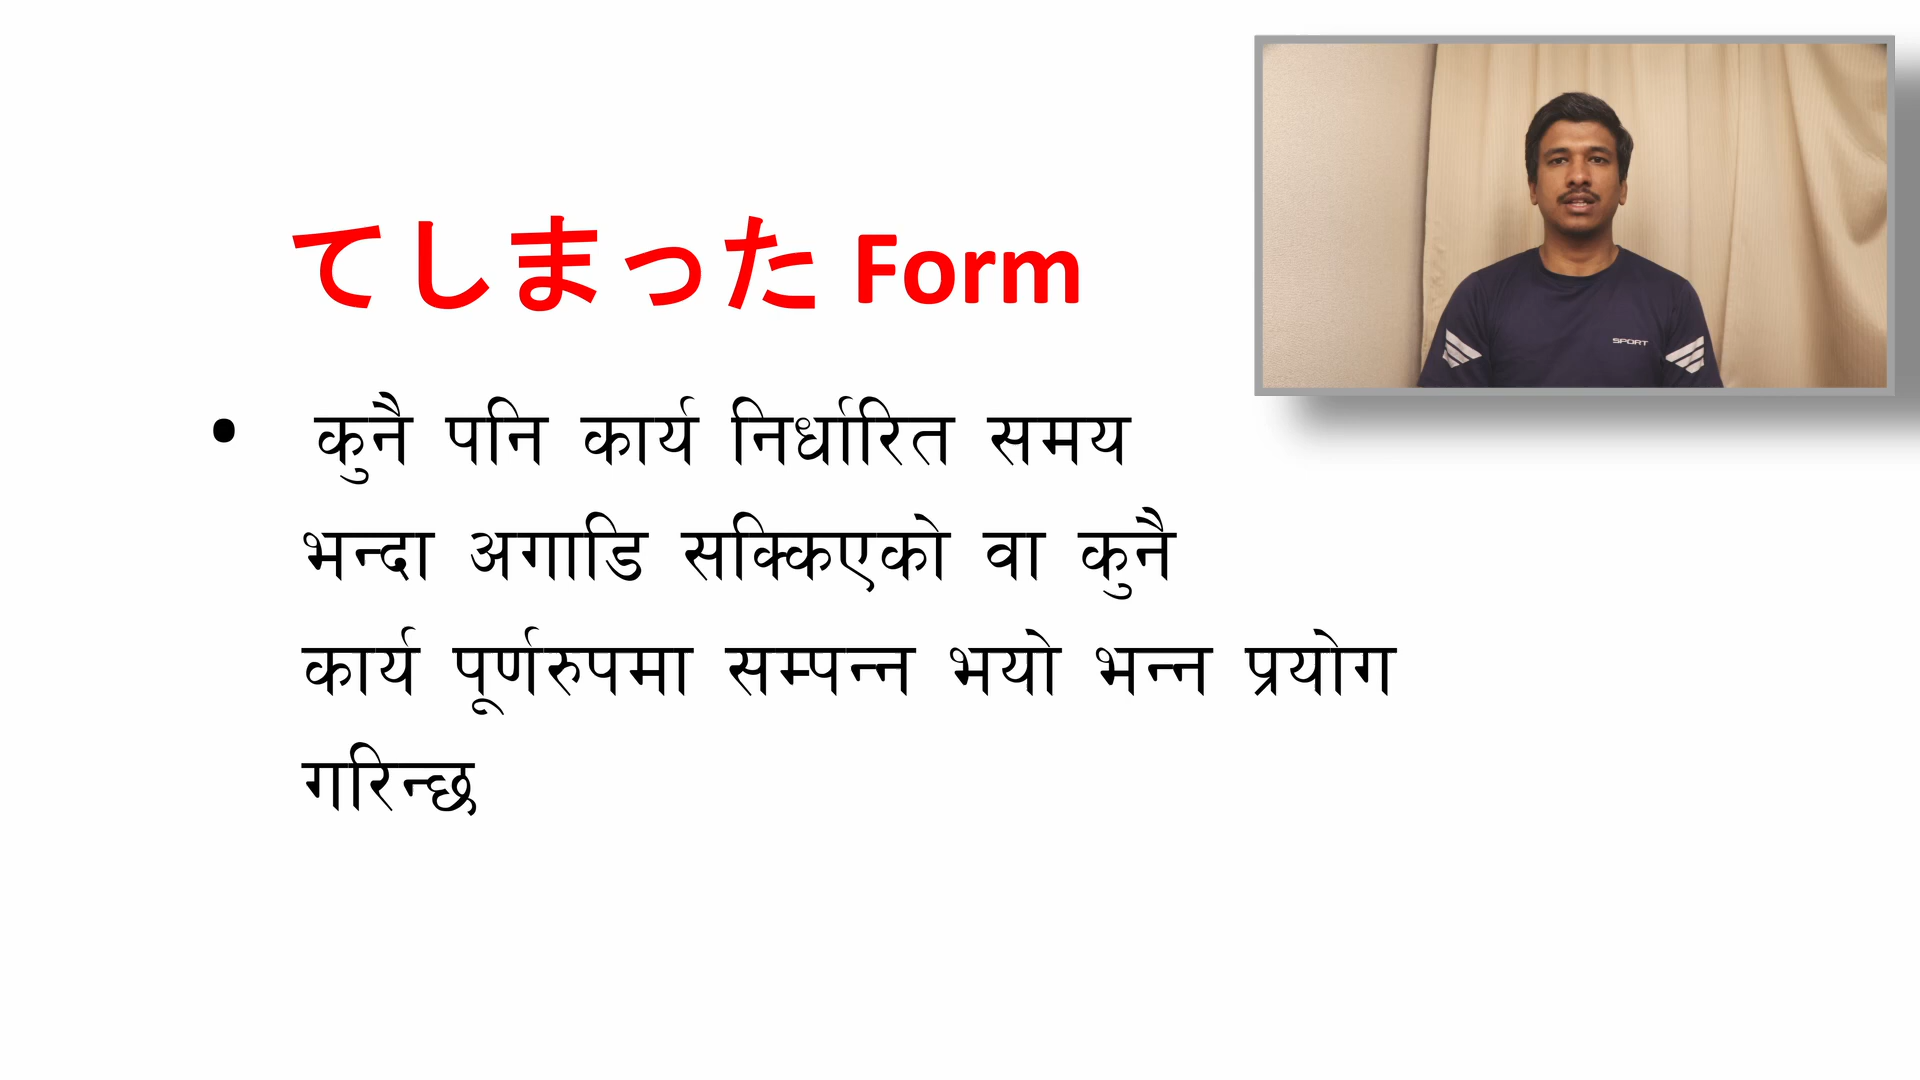 てしまった Form
• कुनै पनि कार्य निर्धारित समय
भन्दा अगाडि सक्किएको वा कुनै
कार्य पूर्णरुपमा सम्पन्न भयो भन्न प्रयोग
गरिन्छ
SPORT